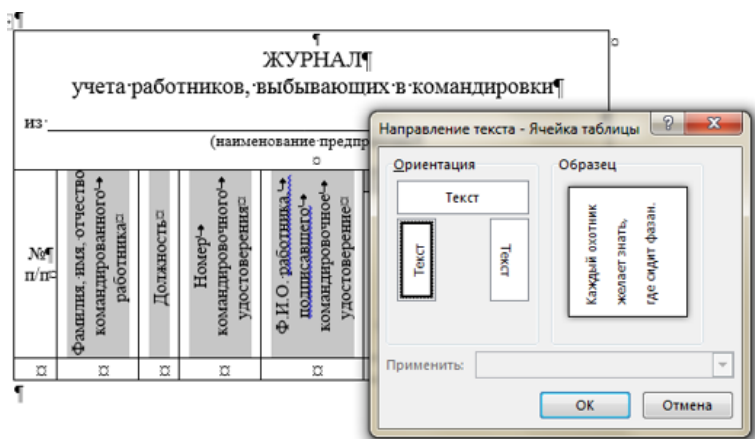 ЖУРНАЛ¶
учета·работников,·выбывающих·в·командировки¶
из·
(наименование·предпр
№¶
п/п¤
Фамилия,·имя,·отчество
командированного
работника¤
Должность¤
Номер
командировочного
удостоверения¤
Ф.И.О.·работника,
подписавшего
командировочное
удостоверение¤
Направление текста - Ячейка таблицы
Ориентация
Текст
Текст
Текст
Образец
Каждый охотник
желает знать,
где сидит фазан.
Применить:
ОК
Отмена